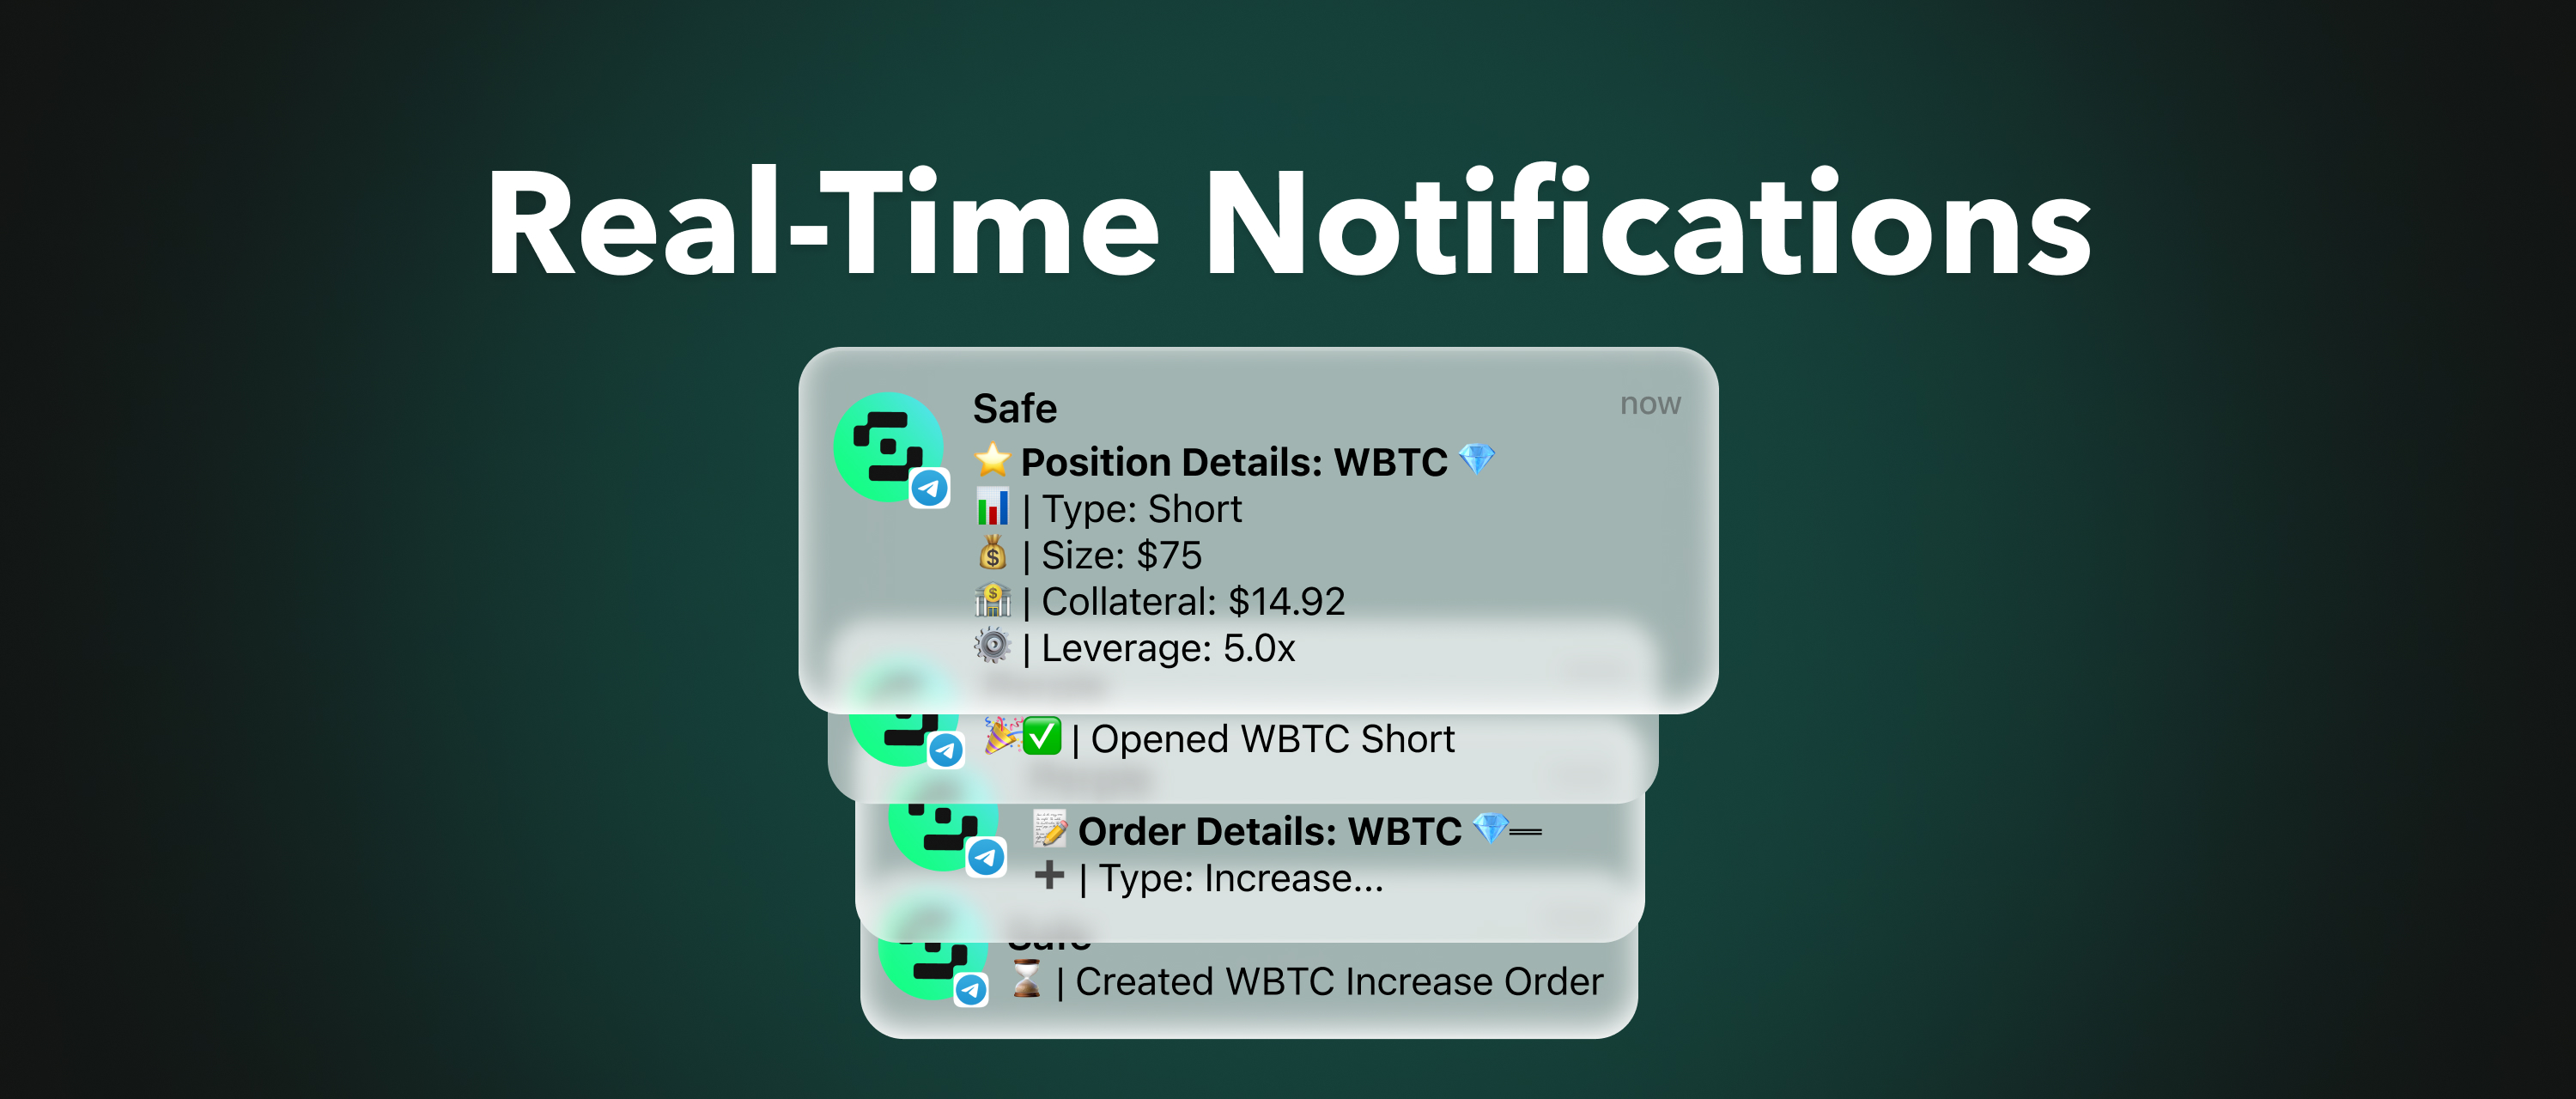 Real-Time Notifications
Safe
now
⭐ Position Details: WBTC 💎
📊 | Type: Short
💰 | Size: $75
🏦 | Collateral: $14.92
⚙️ | Leverage: 5.0x
🎉✅ | Opened WBTC Short
📝 Order Details: WBTC 💎═
➕ | Type: Increase...
Safe
⏳ | Created WBTC Increase Order